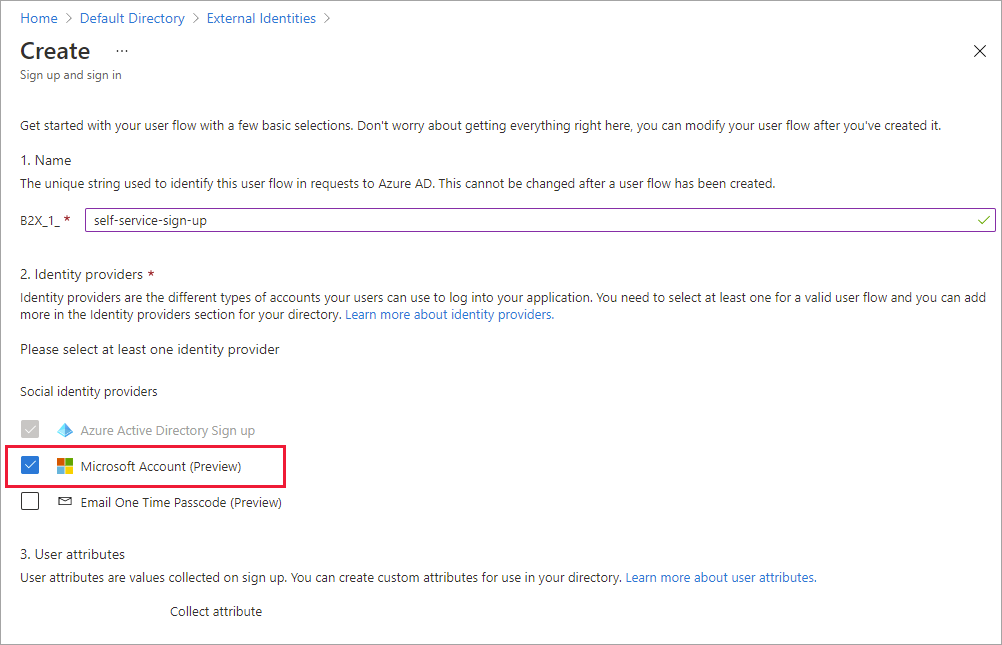 Home > Default Directory > External Identities >
Create ...
Sign up and sign in
Get started with your user flow with a few basic selections. Don't worry about getting everything right here, you can modify your user flow after you've created it.
1. Name
The unique string used to identify this user flow in requests to Azure AD. This cannot be changed after a user flow has been created.
B2X_1_ * self-service-sign-up
2. Identity providers *
Identity providers are the different types of accounts your users can use to log into your application. You need to select at least one for a valid user flow and you can add
more in the Identity providers section for your directory. Learn more about identity providers.
Please select at least one identity provider
Social identity providers
Azure Active Directory Sign up
Microsoft Account (Preview)
Email One Time Passcode (Preview)
3. User attributes
User attributes are values collected on sign up. You can create custom attributes for use in your directory. Learn more about user attributes.
Collect attribute